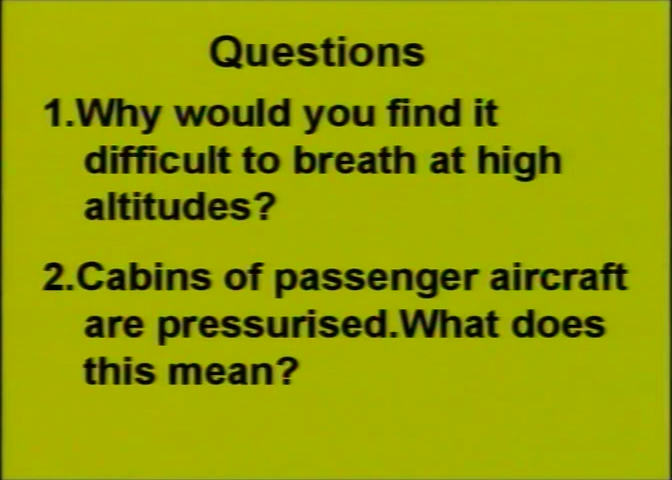 Questions
1.Why would you find it
difficult to breath at high
altitudes?
2.Cabins of passenger aircraft
are pressurised.What does
this mean?